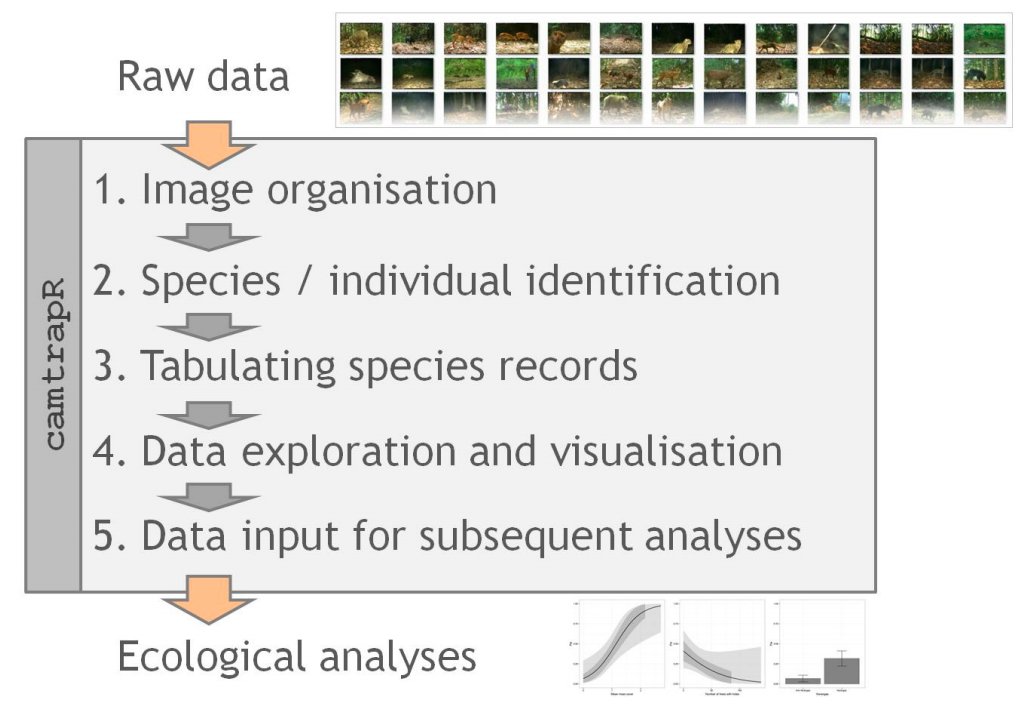 Raw data
camtrapR
1. Image organisation
2. Species / individual identification
3. Tabulating species records
4. Data exploration and visualisation
5. Data input for subsequent analyses
Ecological analyses